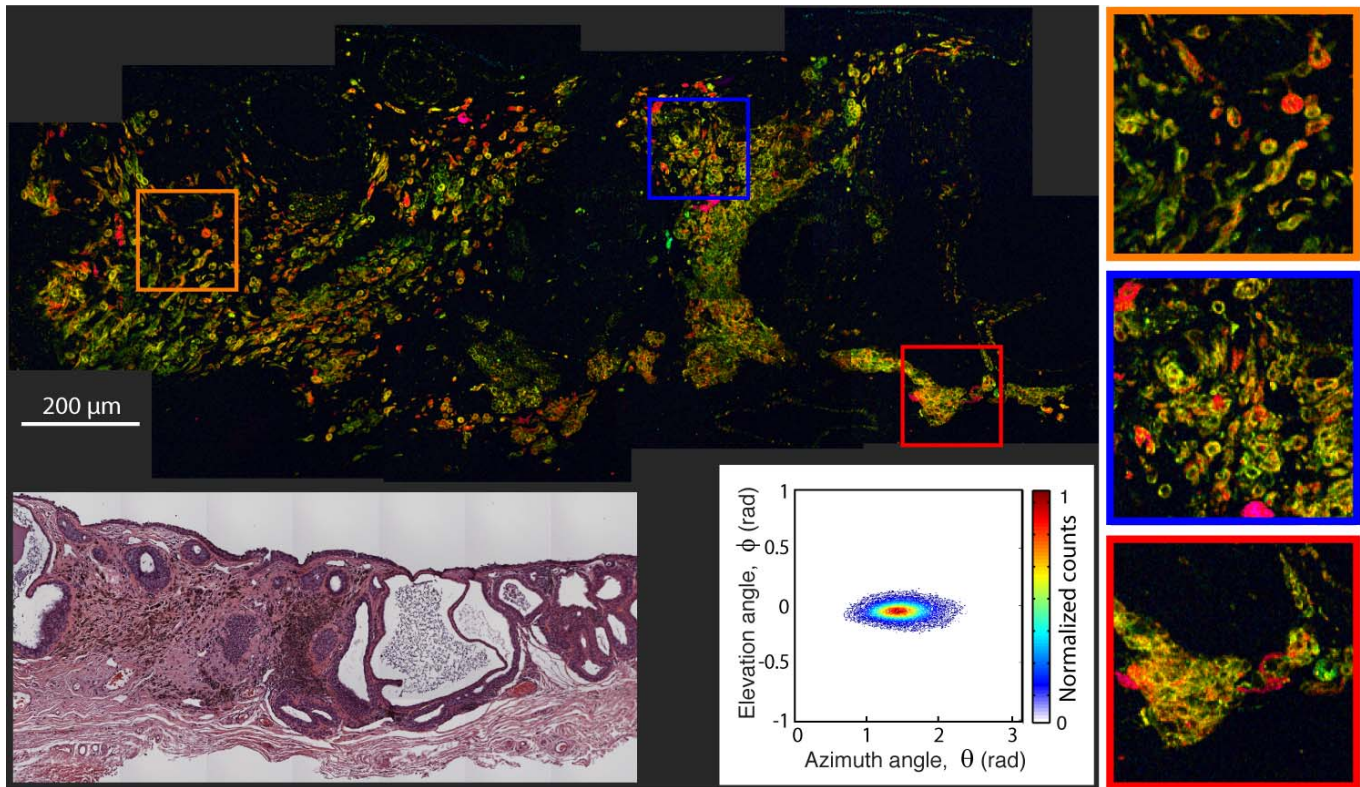 200 μm
Elevation angle, ϕ (rad)
1
0.5
0
-0.5
-1
0
1
2
3
Azimuth angle, θ (rad)
1
0
Normalized counts